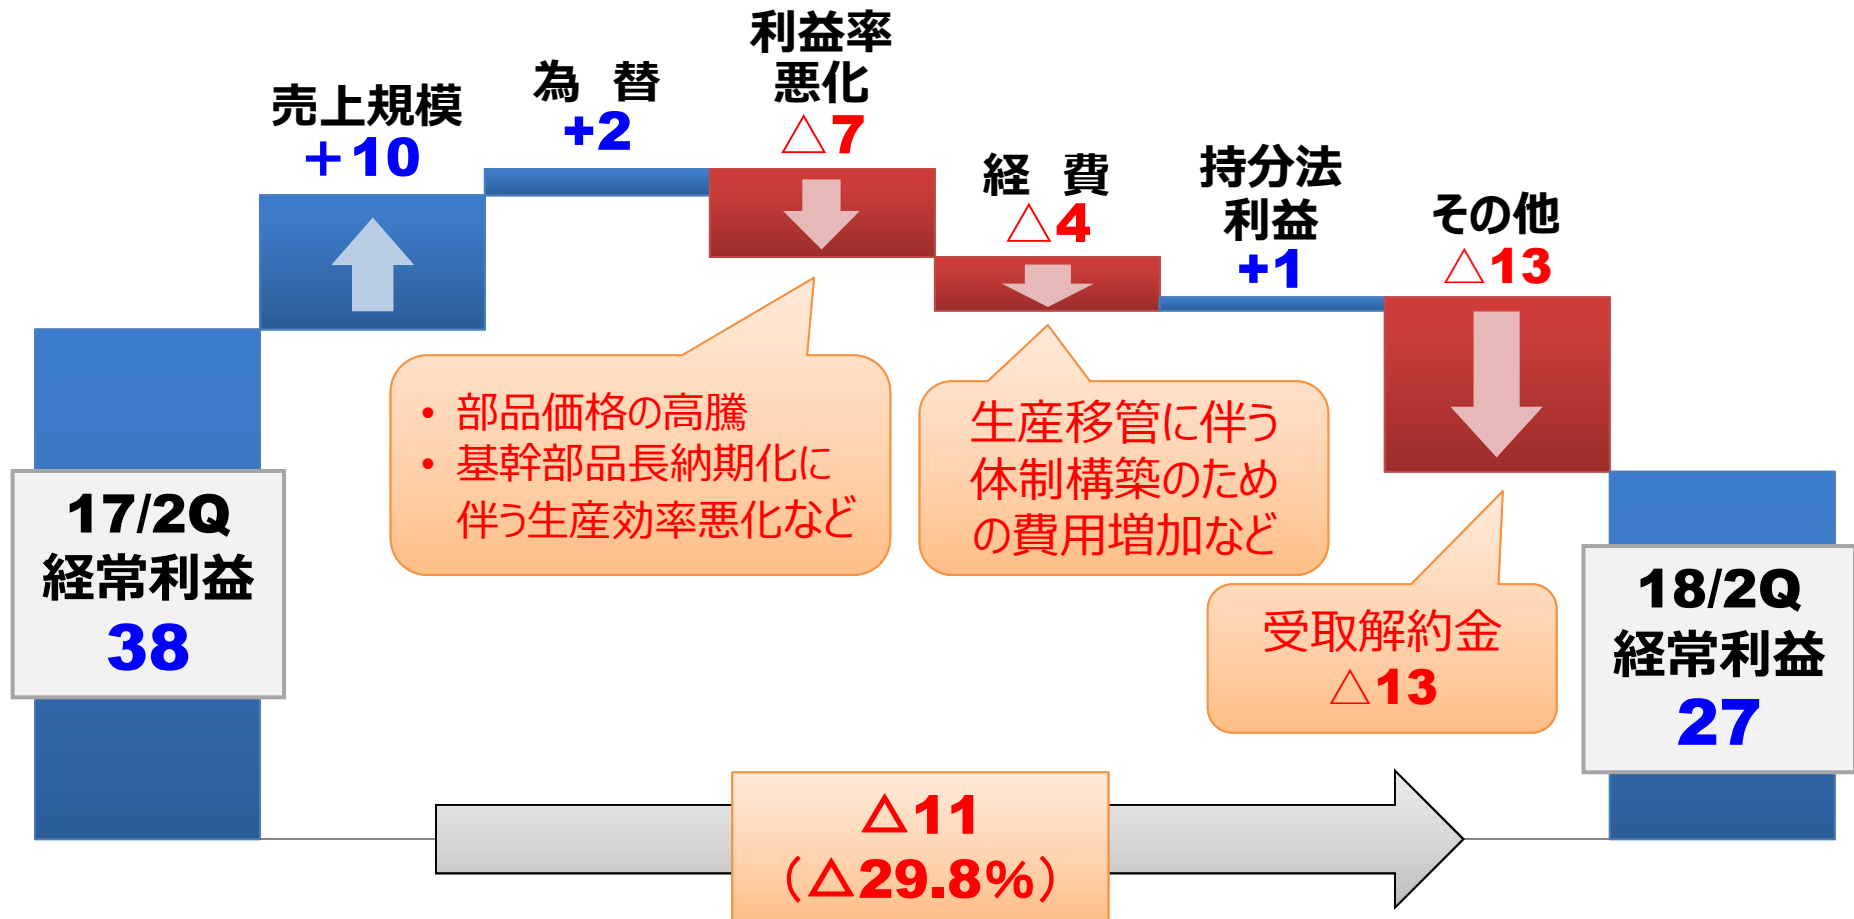 売上規模
＋10
為　替
+2
利益率
悪化
△7
経　費
△4
持分法
利益
+1
その他
△13
• 部品価格の高騰
• 基幹部品長納期化に
伴う生産効率悪化など
生産移管に伴う
体制構築のため
の費用増加など
受取解約金
△13
17/2Q
経常利益
38
18/2Q
経常利益
27
△11
（△29.8%）